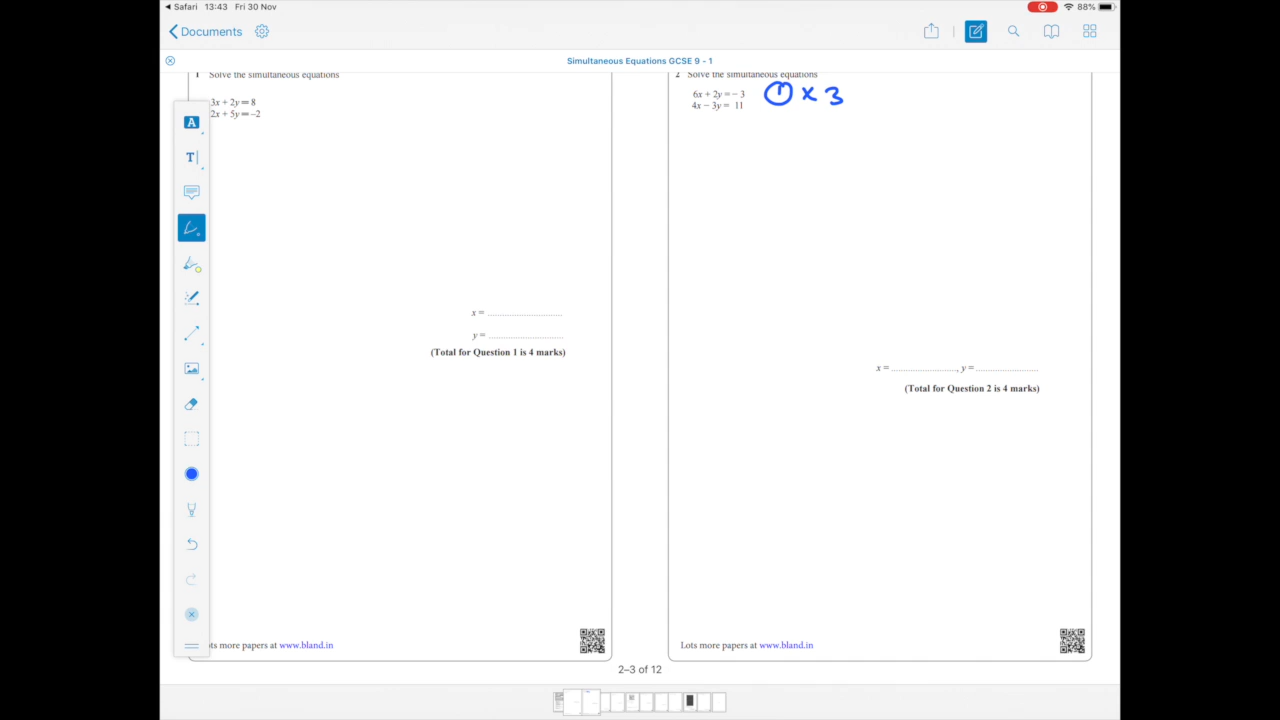 Safari 13:43 Fri 30 Nov 88%
Documents
Simultaneous Equations GCSE 9 - 1
1 Solve the simultaneous equations
3x + 2y = 8
2x + 5y = –2
x = ..............................
y = ..............................
(Total for Question 1 is 4 marks)
ots more papers at www.bland.in
2 Solve the simultaneous equations
6x + 2y = – 3 ① × 3
4x – 3y = 11
x = .........................., y = .........................
(Total for Question 2 is 4 marks)
Lots more papers at www.bland.in
2–3 of 12
A
T